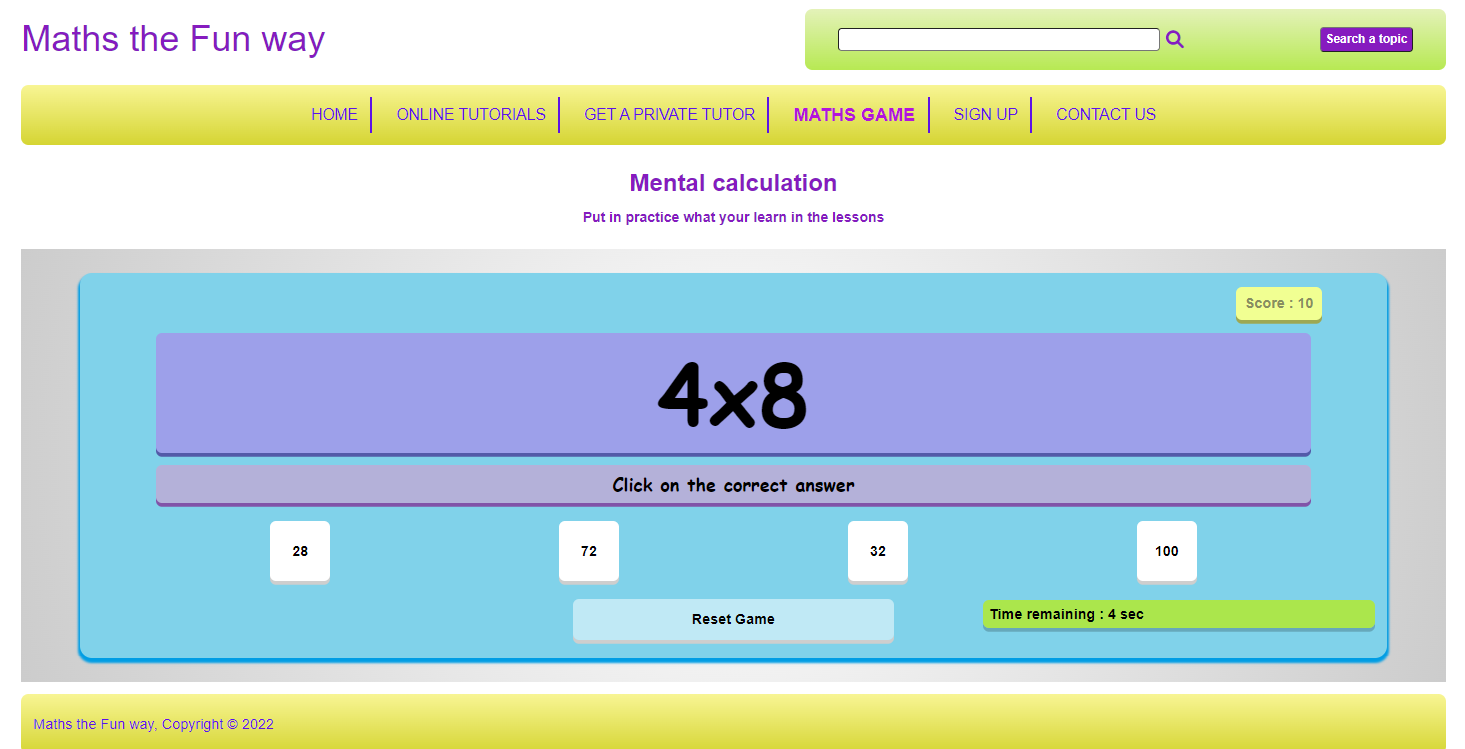 Maths the Fun way
Search a topic
HOME ONLINE TUTORIALS GET A PRIVATE TUTOR MATHS GAME SIGN UP CONTACT US
Mental calculation
Put in practice what your learn in the lessons
Score : 10
4x8
Click on the correct answer
28 72 32 100
Reset Game Time remaining : 4 sec
Maths the Fun way, Copyright © 2022